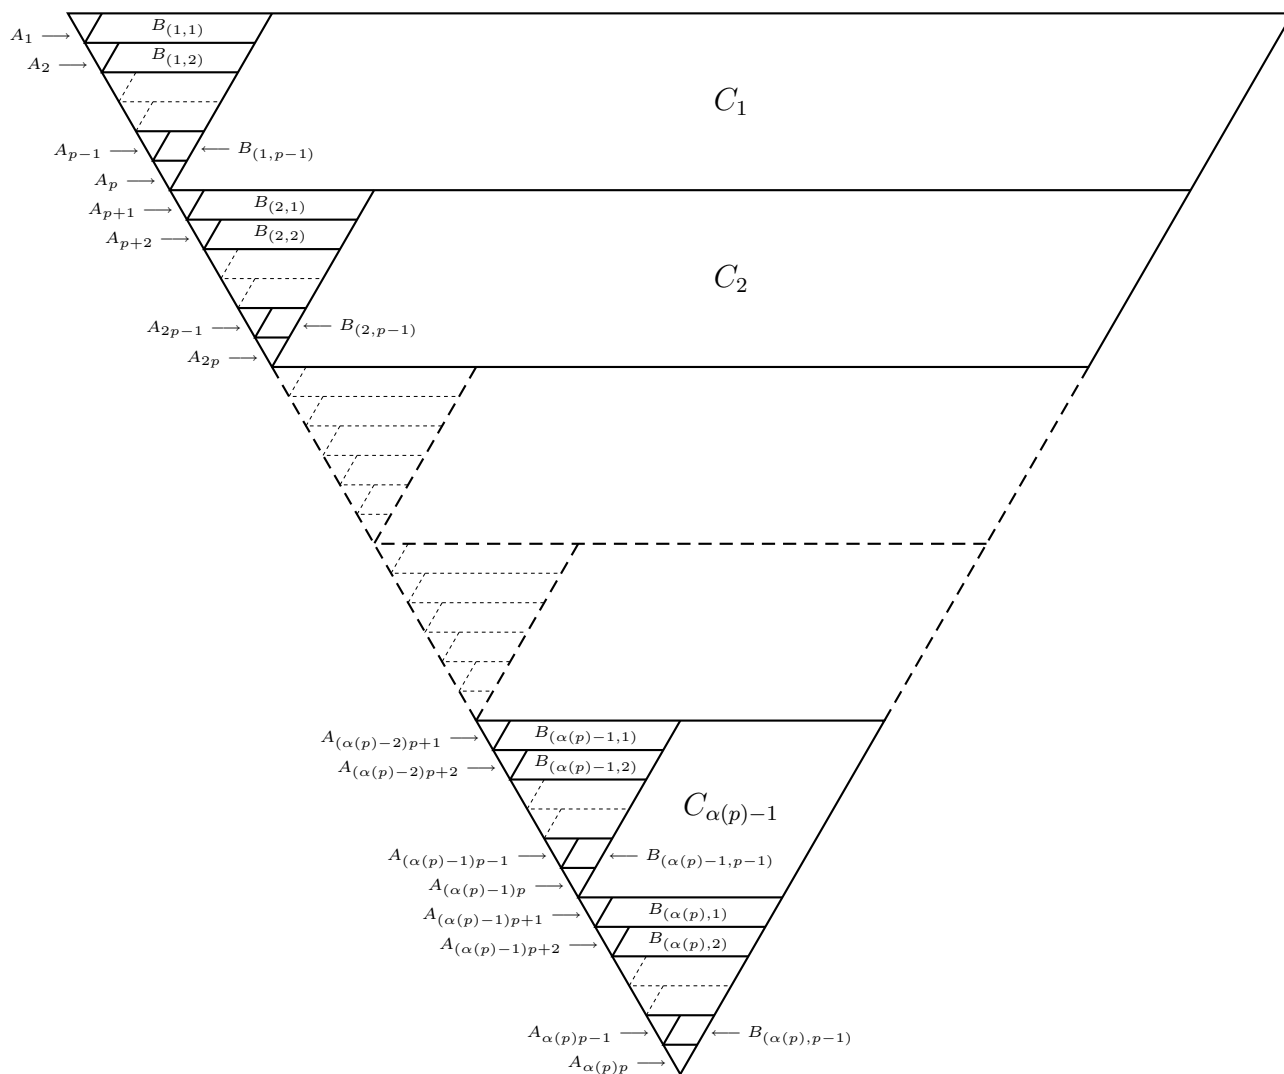 A_1 → B_{(1,1)}
A_2 → B_{(1,2)}
C_1
A_{p−1} → ← B_{(1,p−1)}
A_p →
A_{p+1} → B_{(2,1)}
A_{p+2} → B_{(2,2)}
C_2
A_{2p−1} → ← B_{(2,p−1)}
A_{2p} →
A_{(α(p)−2)p+1} → B_{(α(p)−1,1)}
A_{(α(p)−2)p+2} → B_{(α(p)−1,2)}
C_{α(p)−1}
A_{(α(p)−1)p−1} → ← B_{(α(p)−1,p−1)}
A_{(α(p)−1)p} →
A_{(α(p)−1)p+1} → B_{(α(p),1)}
A_{(α(p)−1)p+2} → B_{(α(p),2)}
A_{α(p)p−1} → ← B_{(α(p),p−1)}
A_{α(p)p} →